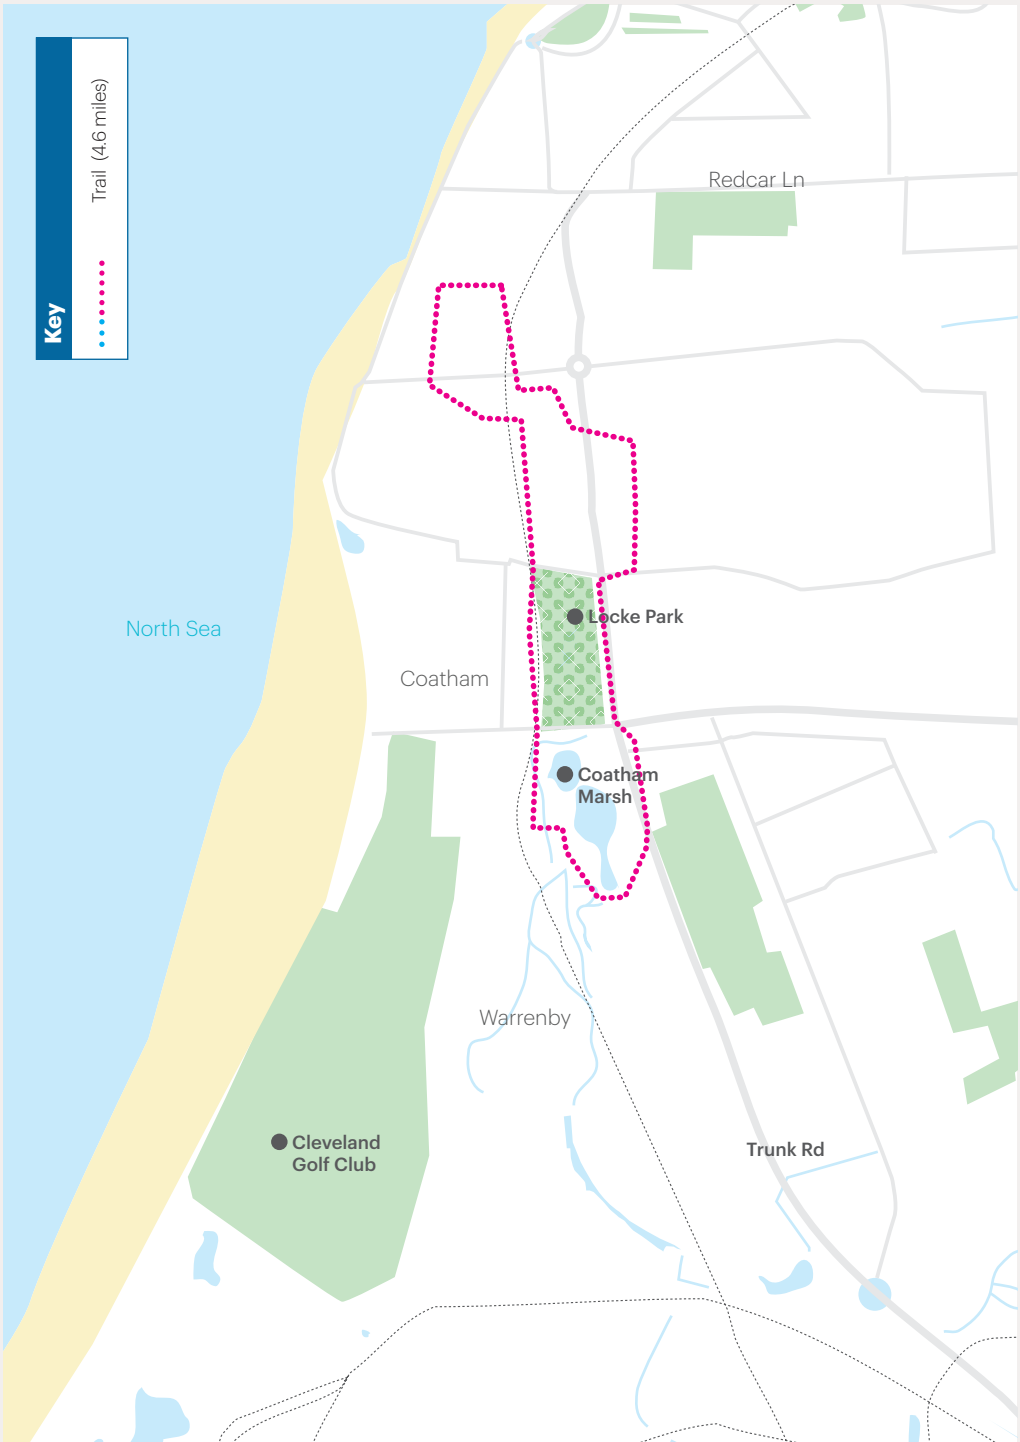 Key
Trail (4.6 miles)
Redcar Ln
Locke Park
North Sea
Coatham
Coatham
Marsh
Warrenby
Cleveland
Golf Club
Trunk Rd